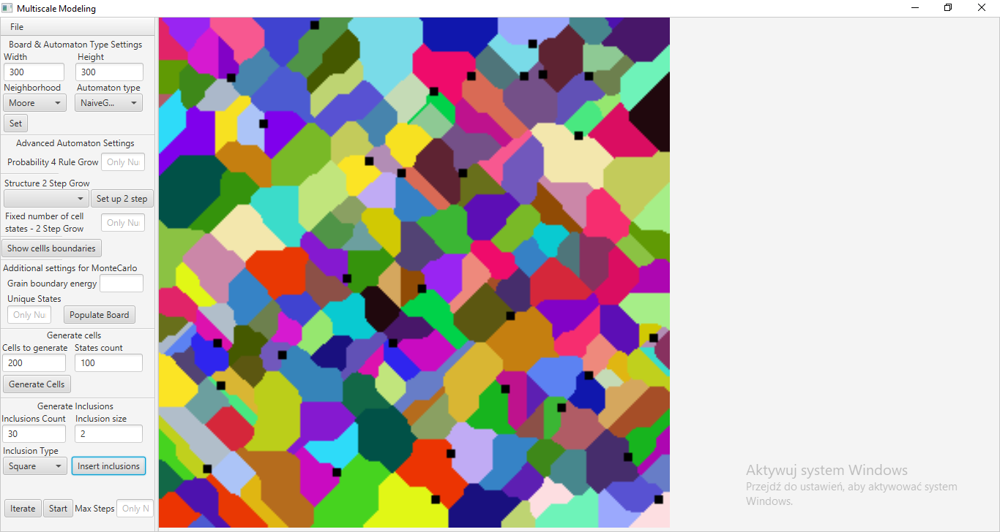 Multiscale Modeling
File
Board & Automaton Type Settings
Width Height
300 300
Neighborhood Automaton type
Moore NaiveG...
Set
Advanced Automaton Settings
Probability 4 Rule Grow Only Nu
Structure 2 Step Grow
Set up 2 step
Fixed number of cell
states - 2 Step Grow Only Nu
Show cellls boundaries
Additional settings for MonteCarlo
Grain boundary energy
Unique States
Only Nu Populate Board
Generate cells
Cells to generate States count
200 100
Generate Cells
Generate Inclusions
Inclusions Count Inclusion size
30 2
Inclusion Type
Square Insert inclusions
Iterate Start Max Steps Only N
Aktywuj system Windows
Przejdź do ustawień, aby aktywować system
Windows.